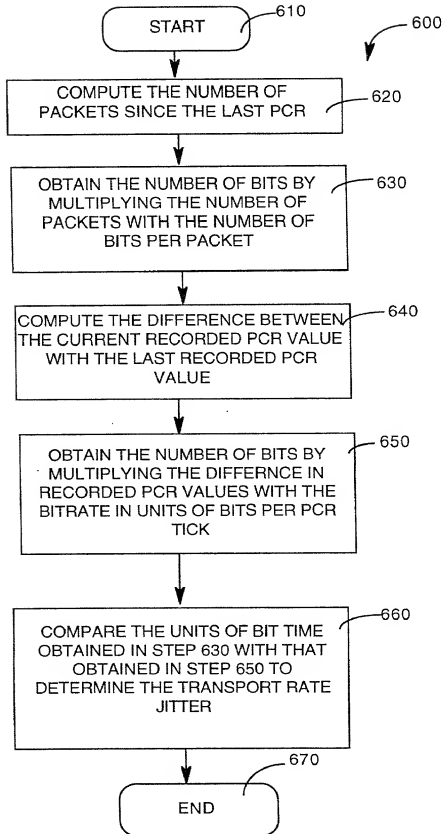 START
610
600
COMPUTE THE NUMBER OF
PACKETS SINCE THE LAST PCR
620
OBTAIN THE NUMBER OF BITS BY
MULTIPLYING THE NUMBER OF
PACKETS WITH THE NUMBER OF
BITS PER PACKET
630
COMPUTE THE DIFFERENCE BETWEEN
THE CURRENT RECORDED PCR VALUE
WITH THE LAST RECORDED PCR
VALUE
640
OBTAIN THE NUMBER OF BITS BY
MULTIPLYING THE DIFFERNCE IN
RECORDED PCR VALUES WITH THE
BITRATE IN UNITS OF BITS PER PCR
TICK
650
COMPARE THE UNITS OF BIT TIME
OBTAINED IN STEP 630 WITH THAT
OBTAINED IN STEP 650 TO
DETERMINE THE TRANSPORT RATE
JITTER
660
END
670